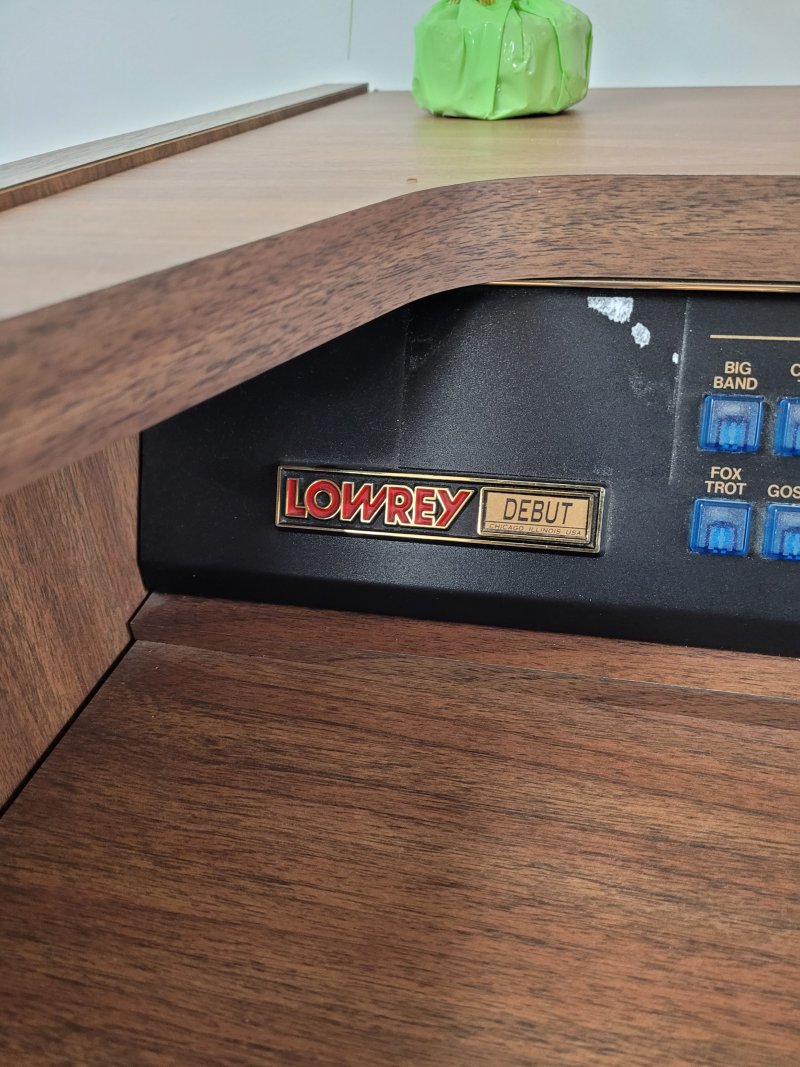 BIG
BAND
FOX
TROT
LOWREY
DEBUT
CHICAGO ILLINOIS USA